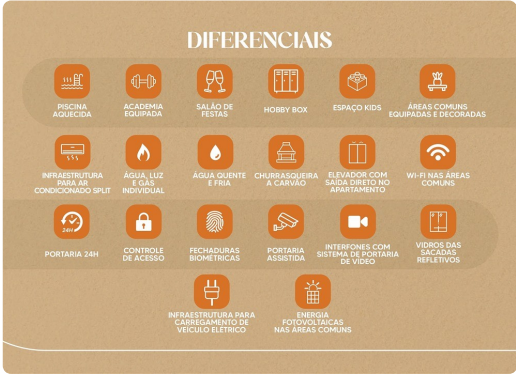 DIFERENCIAIS
PISCINA
AQUECIDA
ACADEMIA
EQUIPADA
SALÃO DE
FESTAS
HOBBY BOX
ESPAÇO KIDS
ÁREAS COMUNS
EQUIPADAS E DECORADAS
INFRAESTRUTURA
PARA AR
CONDICIONADO SPLIT
ÁGUA, LUZ
E GÁS
INDIVIDUAL
ÁGUA QUENTE
E FRIA
CHURRASQUEIRA
A CARVÃO
ELEVADOR COM
SAÍDA DIRETO NO
APARTAMENTO
WI-FI NAS ÁREAS
COMUNS
24H
PORTARIA 24H
CONTROLE
DE ACESSO
FECHADURAS
BIOMÉTRICAS
PORTARIA
ASSISTIDA
INTERFONES COM
SISTEMA DE PORTARIA
DE VÍDEO
VIDROS DAS
SACADAS
REFLETIVOS
INFRAESTRUTURA PARA
CARREGAMENTO DE
VEÍCULO ELÉTRICO
ENERGIA
FOTOVOLTAICAS
NAS ÁREAS COMUNS